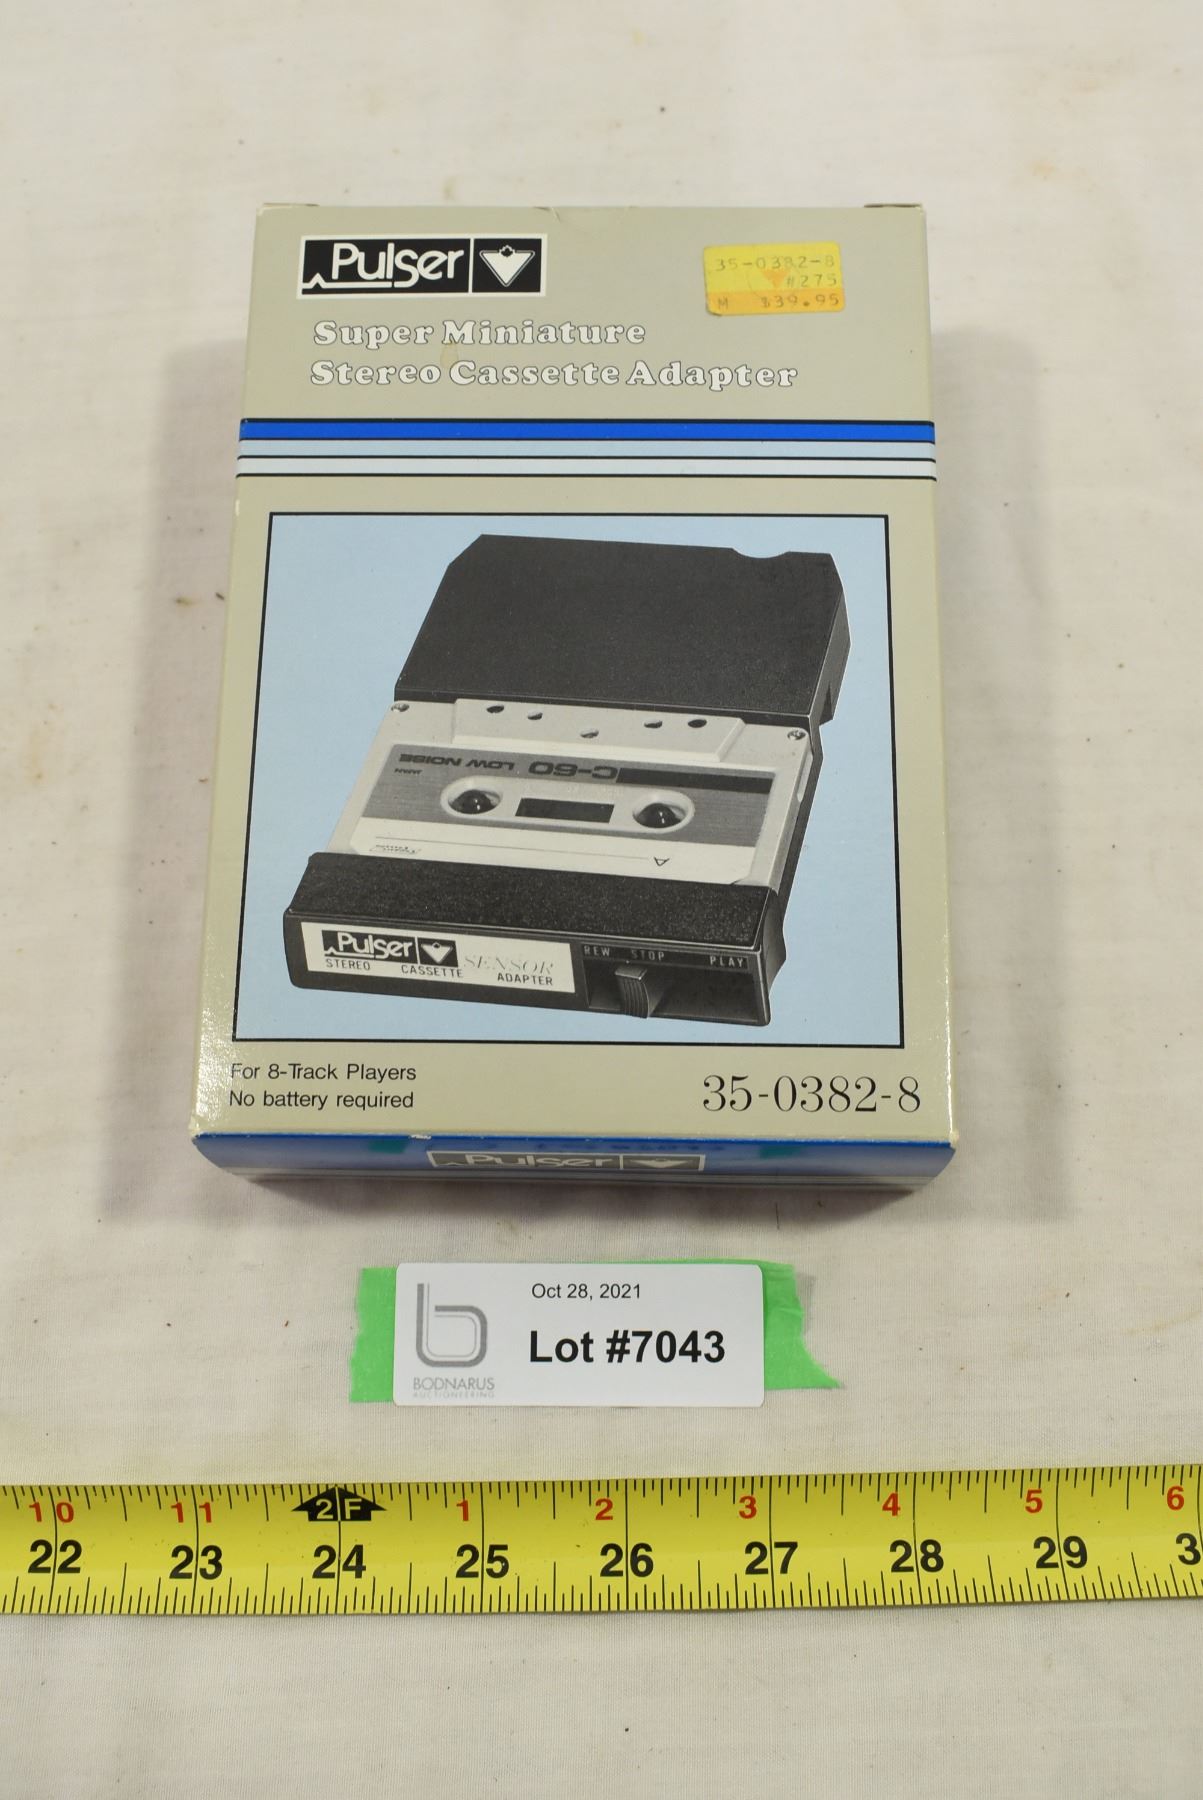 Pulser
35-0382-8
#275
M $39.95
Super Miniature
Stereo Cassette Adapter
C-60 LOW NOISE
JAPAN
A
Pulser
SENSOR
STEREO CASSETTE ADAPTER
REW STOP PLAY
For 8-Track Players
No battery required
35-0382-8
Pulser
Oct 28, 2021
Lot #7043
BODNARUS
AUCTIONEERING
10 11 2F 1 2 3 4 5 6
22 23 24 25 26 27 28 29 3